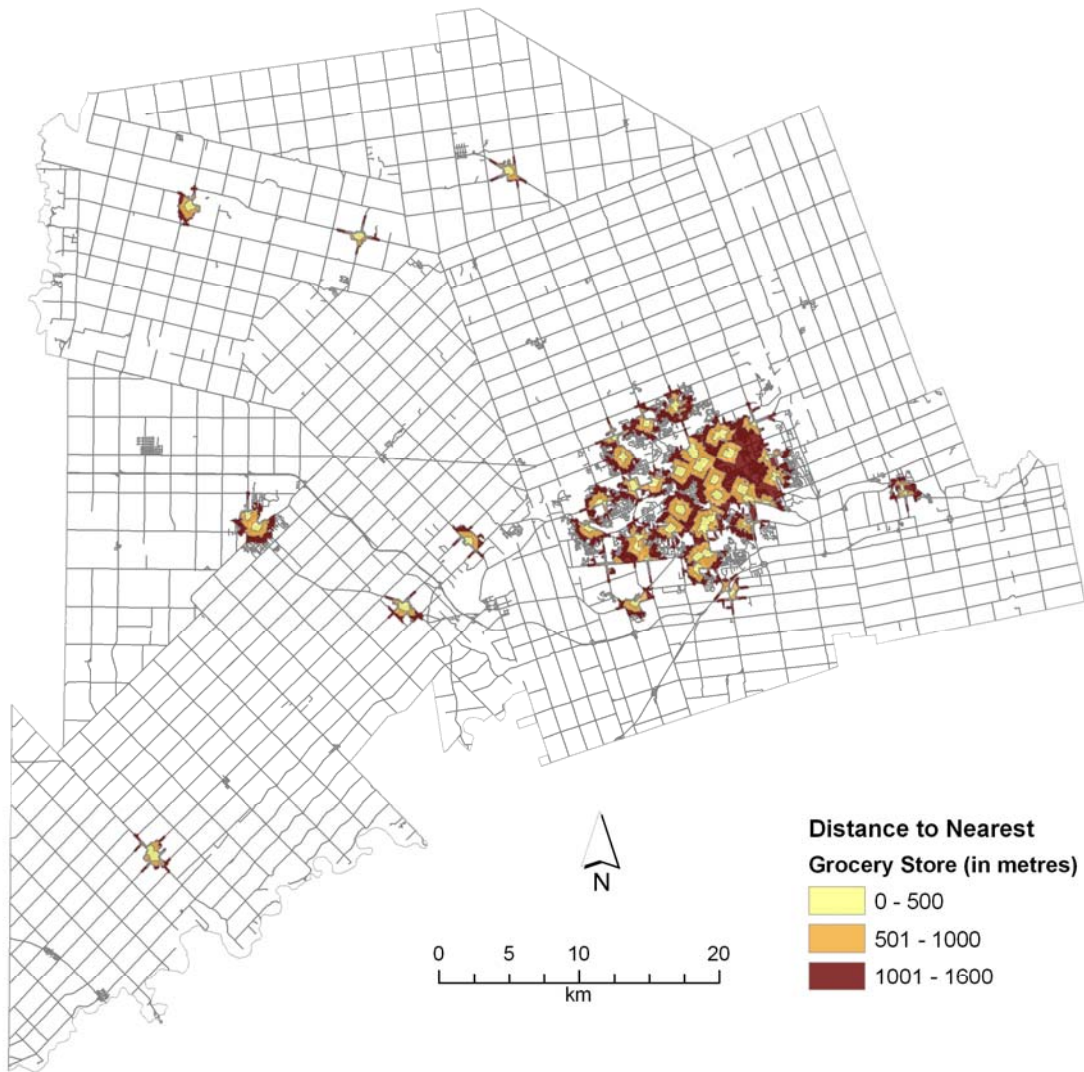 Distance to Nearest
Grocery Store (in metres)
0 - 500
501 - 1000
1001 - 1600
N
0 5 10 20
km